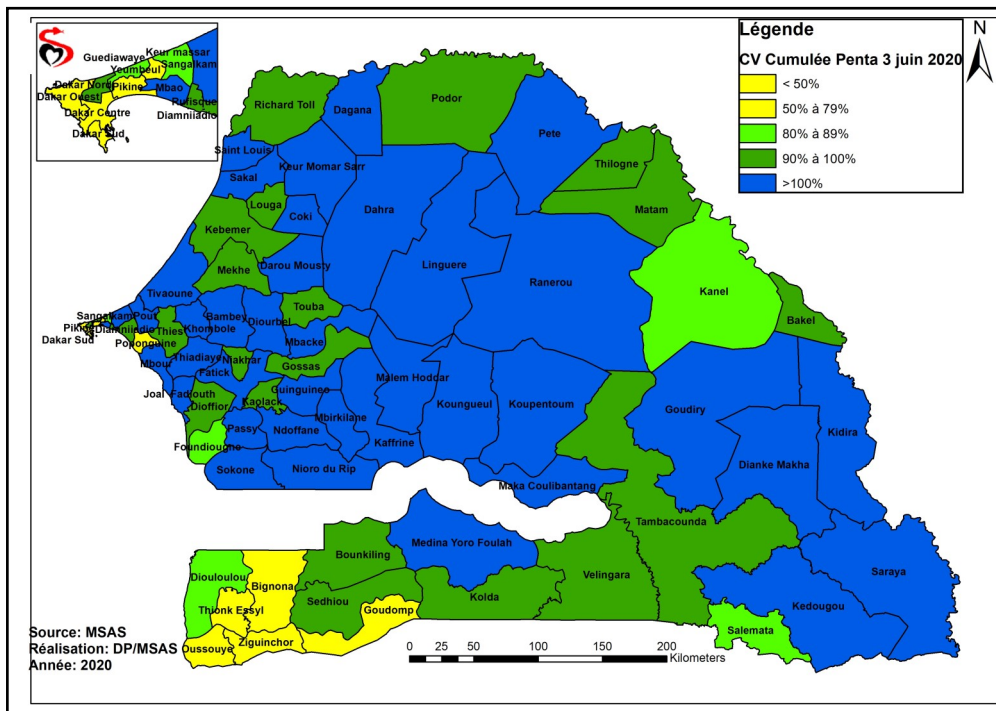 Légende
CV Cumulée Penta 3 juin 2020
< 50%
50% à 79%
80% à 89%
90% à 100%
>100%
N
Keur massar
Guediawaye
Sangalkam
Yeumbeul
Dakar Nord
Pikine
Mbao
Dakar Ouest
Rufisque
Dakar Centre
Diamniiadio
Dakar Sud
Richard Toll
Dagana
Podor
Pete
Saint Louis
Keur Momar Sarr
Thilogne
Sakal
Louga
Coki
Dahra
Matam
Kebemer
Mekhe
Darou Mousty
Linguere
Ranerou
Kanel
Tivaoune
Touba
Bakel
Sangalkam
Pout
Bambey
Diourbel
Pikine
Diamniiadio
Thies
Khombole
Dakar Sud
Poponguine
Mbacke
Mbour
Thiadiaye
Niakhar
Gossas
Fatick
Malem Hoddar
Joal Fadiouth
Guinguineo
Dioffior
Kaolack
Mbirkilane
Koungueul
Koupentoum
Goudiry
Kidira
Foundiougne
Passy
Ndoffane
Kaffrine
Dianke Makha
Sokone
Nioro du Rip
Maka Coulibantang
Tambacounda
Medina Yoro Foulah
Bounkiling
Velingara
Saraya
Diouloulou
Bignona
Kedougou
Thionk Essyl
Sedhiou
Goudomp
Kolda
Salemata
Oussouye
Ziguinchor
Source: MSAS
Réalisation: DP/MSAS
Année: 2020
0 25 50 100 150 200
Kilometers